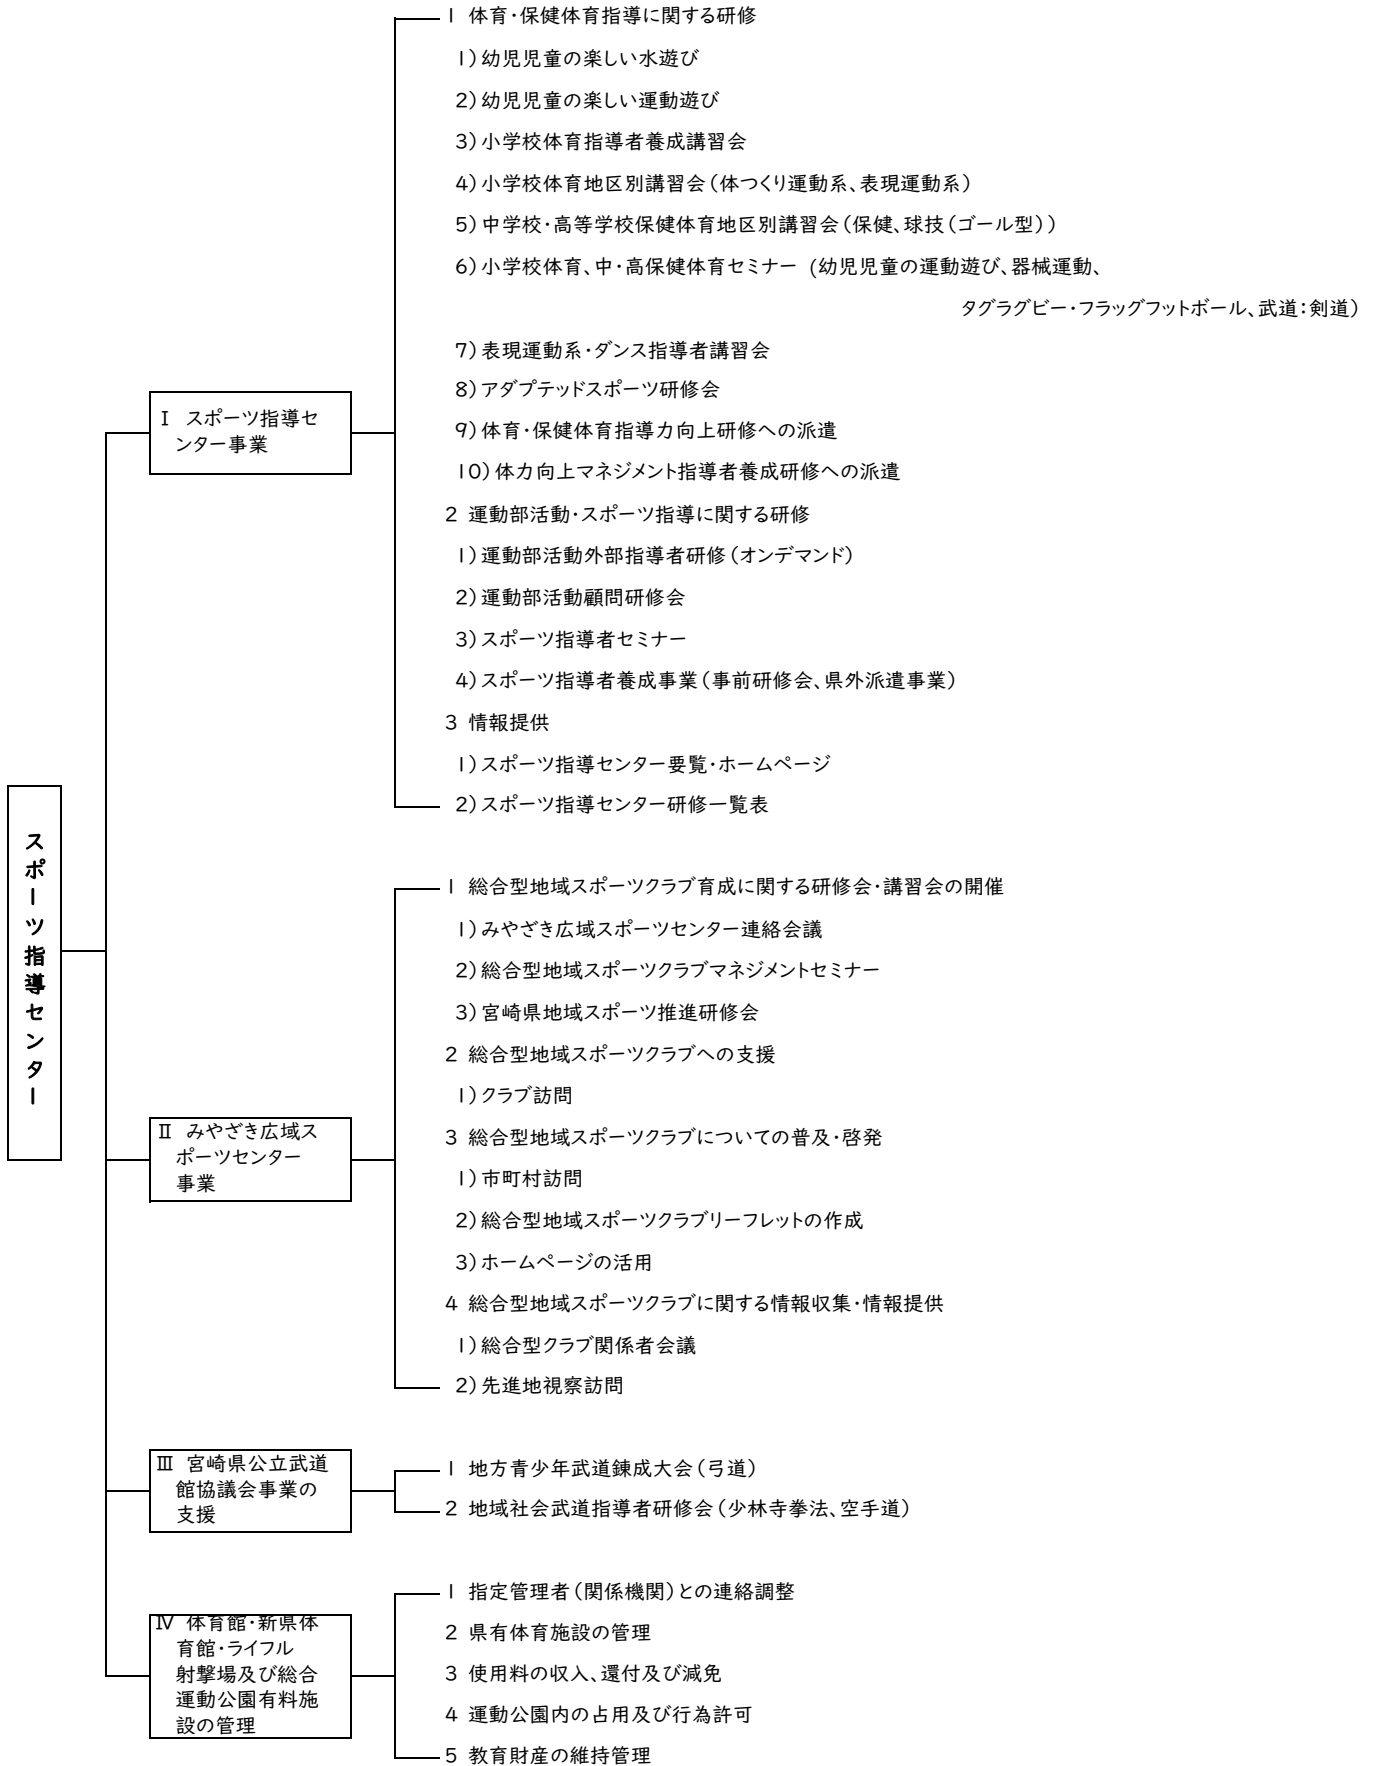 スポーツ指導センター
Ⅰ スポーツ指導セ
ンター事業
1 体育・保健体育指導に関する研修
1)幼児児童の楽しい水遊び
2)幼児児童の楽しい運動遊び
3)小学校体育指導者養成講習会
4)小学校体育地区別講習会(体つくり運動系、表現運動系)
5)中学校・高等学校保健体育地区別講習会(保健、球技(ゴール型))
6)小学校体育、中・高保健体育セミナー (幼児児童の運動遊び、器械運動、
タグラグビー・フラッグフットボール、武道:剣道)
7)表現運動系・ダンス指導者講習会
8)アダプテッドスポーツ研修会
9)体育・保健体育指導力向上研修への派遣
10)体力向上マネジメント指導者養成研修への派遣
2 運動部活動・スポーツ指導に関する研修
1)運動部活動外部指導者研修(オンデマンド)
2)運動部活動顧問研修会
3)スポーツ指導者セミナー
4)スポーツ指導者養成事業(事前研修会、県外派遣事業)
3 情報提供
1)スポーツ指導センター要覧・ホームページ
2)スポーツ指導センター研修一覧表
Ⅱ みやざき広域ス
ポーツセンター
事業
1 総合型地域スポーツクラブ育成に関する研修会・講習会の開催
1)みやざき広域スポーツセンター連絡会議
2)総合型地域スポーツクラブマネジメントセミナー
3)宮崎県地域スポーツ推進研修会
2 総合型地域スポーツクラブへの支援
1)クラブ訪問
3 総合型地域スポーツクラブについての普及・啓発
1)市町村訪問
2)総合型地域スポーツクラブリーフレットの作成
3)ホームページの活用
4 総合型地域スポーツクラブに関する情報収集・情報提供
1)総合型クラブ関係者会議
2)先進地視察訪問
Ⅲ 宮崎県公立武道
館協議会事業の
支援
1 地方青少年武道錬成大会(弓道)
2 地域社会武道指導者研修会(少林寺拳法、空手道)
Ⅳ 体育館・新県体
育館・ライフル
射撃場及び総合
運動公園有料施
設の管理
1 指定管理者(関係機関)との連絡調整
2 県有体育施設の管理
3 使用料の収入、還付及び減免
4 運動公園内の占用及び行為許可
5 教育財産の維持管理